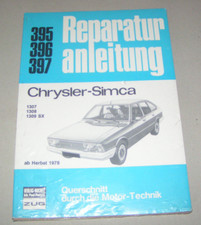 395
396
397
Reparatur
anleitung
Chrysler-Simca
1307
1308
1308 GT
ab Herbst 1975
Querschnitt
durch die Motor-Technik
ZUG